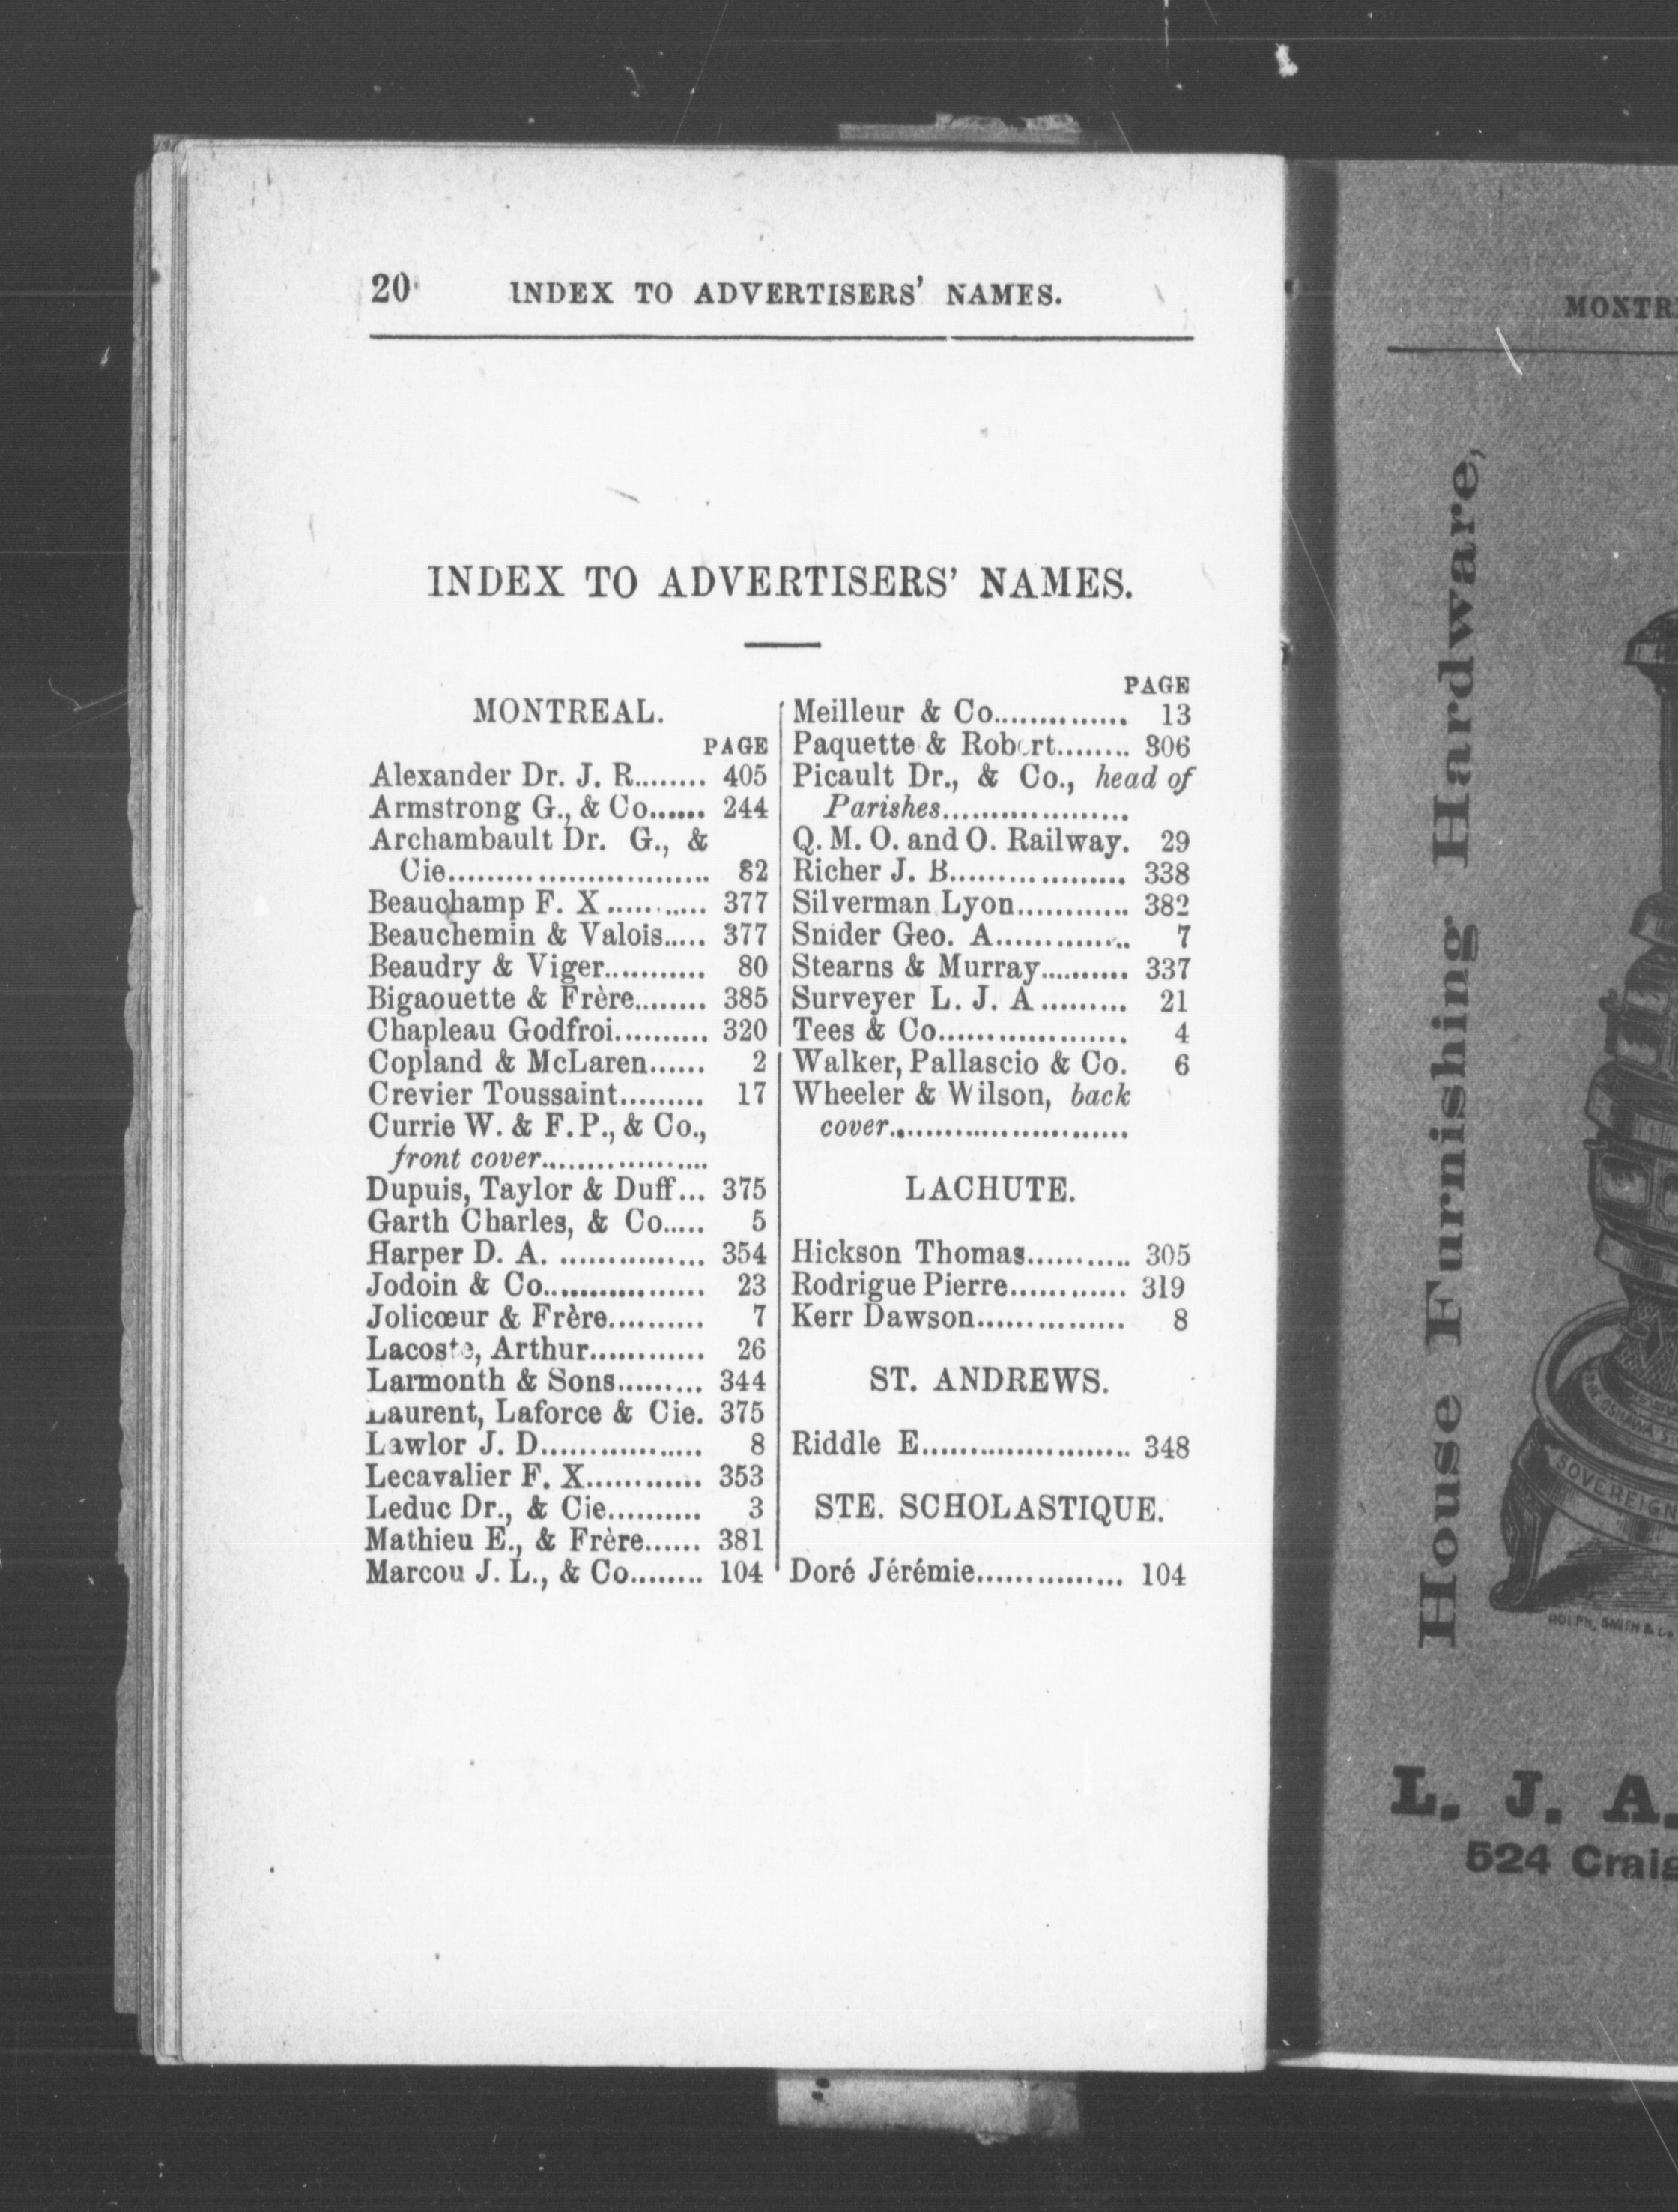 20 INDEX TO ADVERTISERS' NAMES.
INDEX TO ADVERTISERS' NAMES.
MONTREAL.
PAGE
Alexander Dr. J. R........ 405
Armstrong G., & Co...... 244
Archambault Dr. G., &
Cie.......................... 82
Beauchamp F. X........... 377
Beauchemin & Valois..... 377
Beaudry & Viger........... 80
Bigaouette & Frère........ 385
Chapleau Godfroi.......... 320
Copland & McLaren...... 2
Crevier Toussaint......... 17
Currie W. & F. P., & Co.,
front cover..................
Dupuis, Taylor & Duff... 375
Garth Charles, & Co..... 5
Harper D. A. ............... 354
Jodoin & Co................. 23
Jolicœur & Frère.......... 7
Lacoste, Arthur............ 26
Larmonth & Sons......... 344
Laurent, Laforce & Cie. 375
Lawlor J. D................. 8
Lecavalier F. X............ 353
Leduc Dr., & Cie.......... 3
Mathieu E., & Frère...... 381
Marcou J. L., & Co........ 104
PAGE
Meilleur & Co.............. 13
Paquette & Robert........ 306
Picault Dr., & Co., head of
Parishes...................
Q. M. O. and O. Railway. 29
Richer J. B.................. 338
Silverman Lyon............ 382
Snider Geo. A.............. 7
Stearns & Murray.......... 337
Surveyer L. J. A......... 21
Tees & Co................... 4
Walker, Pallascio & Co. 6
Wheeler & Wilson, back
cover........................
LACHUTE.
Hickson Thomas........... 305
Rodrigue Pierre............ 319
Kerr Dawson............... 8
ST. ANDREWS.
Riddle E..................... 348
STE. SCHOLASTIQUE.
Doré Jérémie............... 104
MONTR
House Furnishing Hardware,
SOVEREIGN
ROLPH, SMITH & Co
L. J. A.
524 Craig